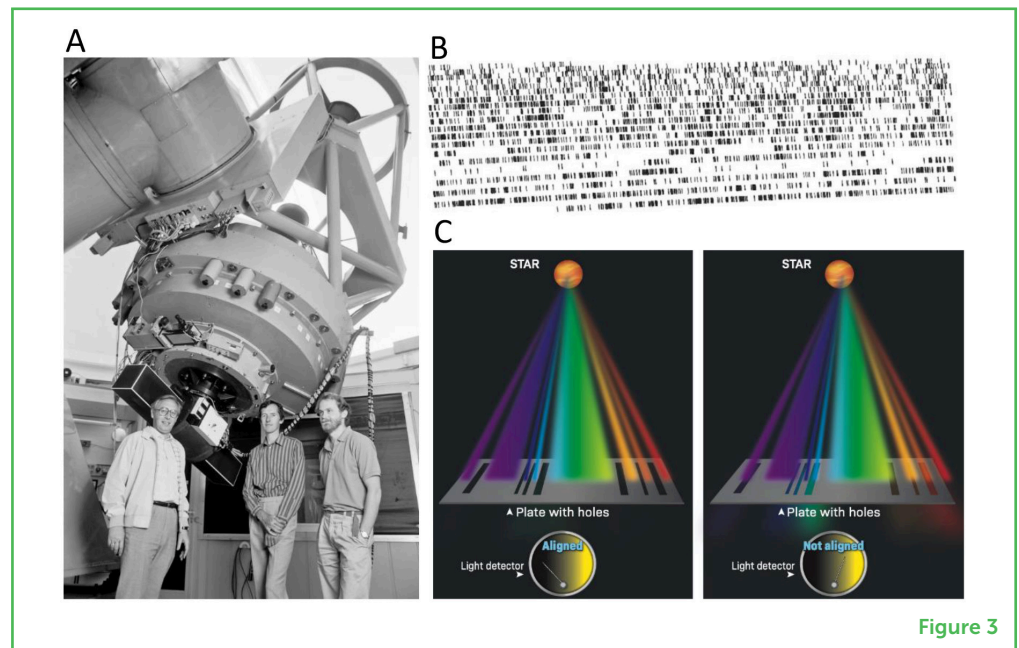 A
B
C
STAR
Plate with holes
Aligned
Light detector
STAR
Plate with holes
Not aligned
Light detector
Figure 3